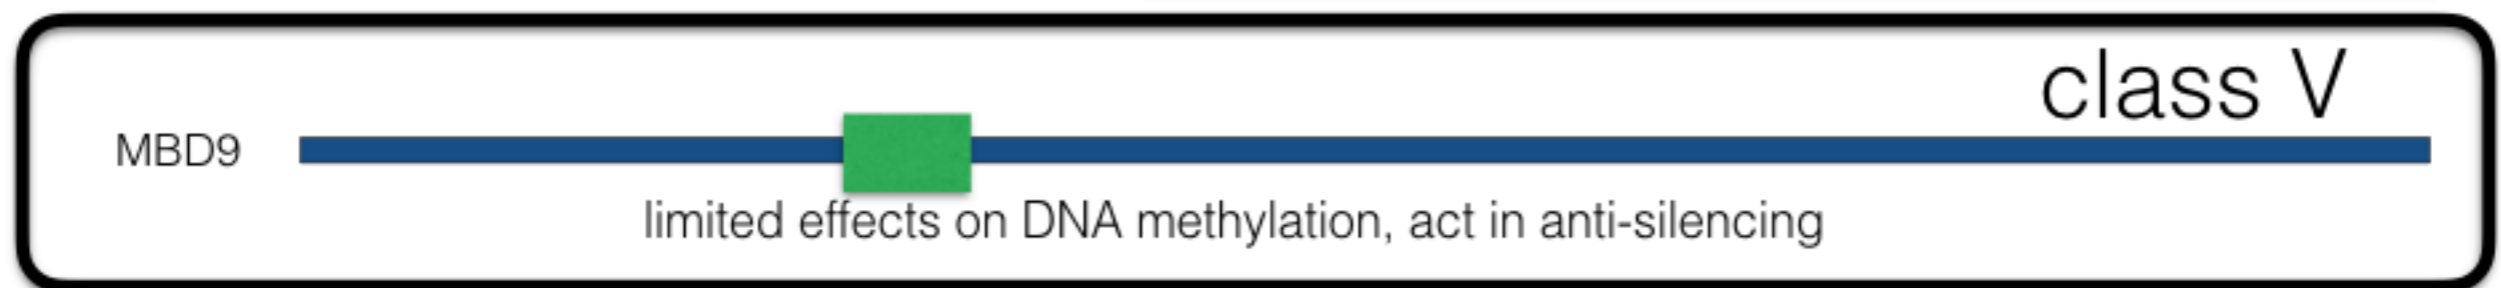 class V
MBD9
limited effects on DNA methylation, act in anti-silencing